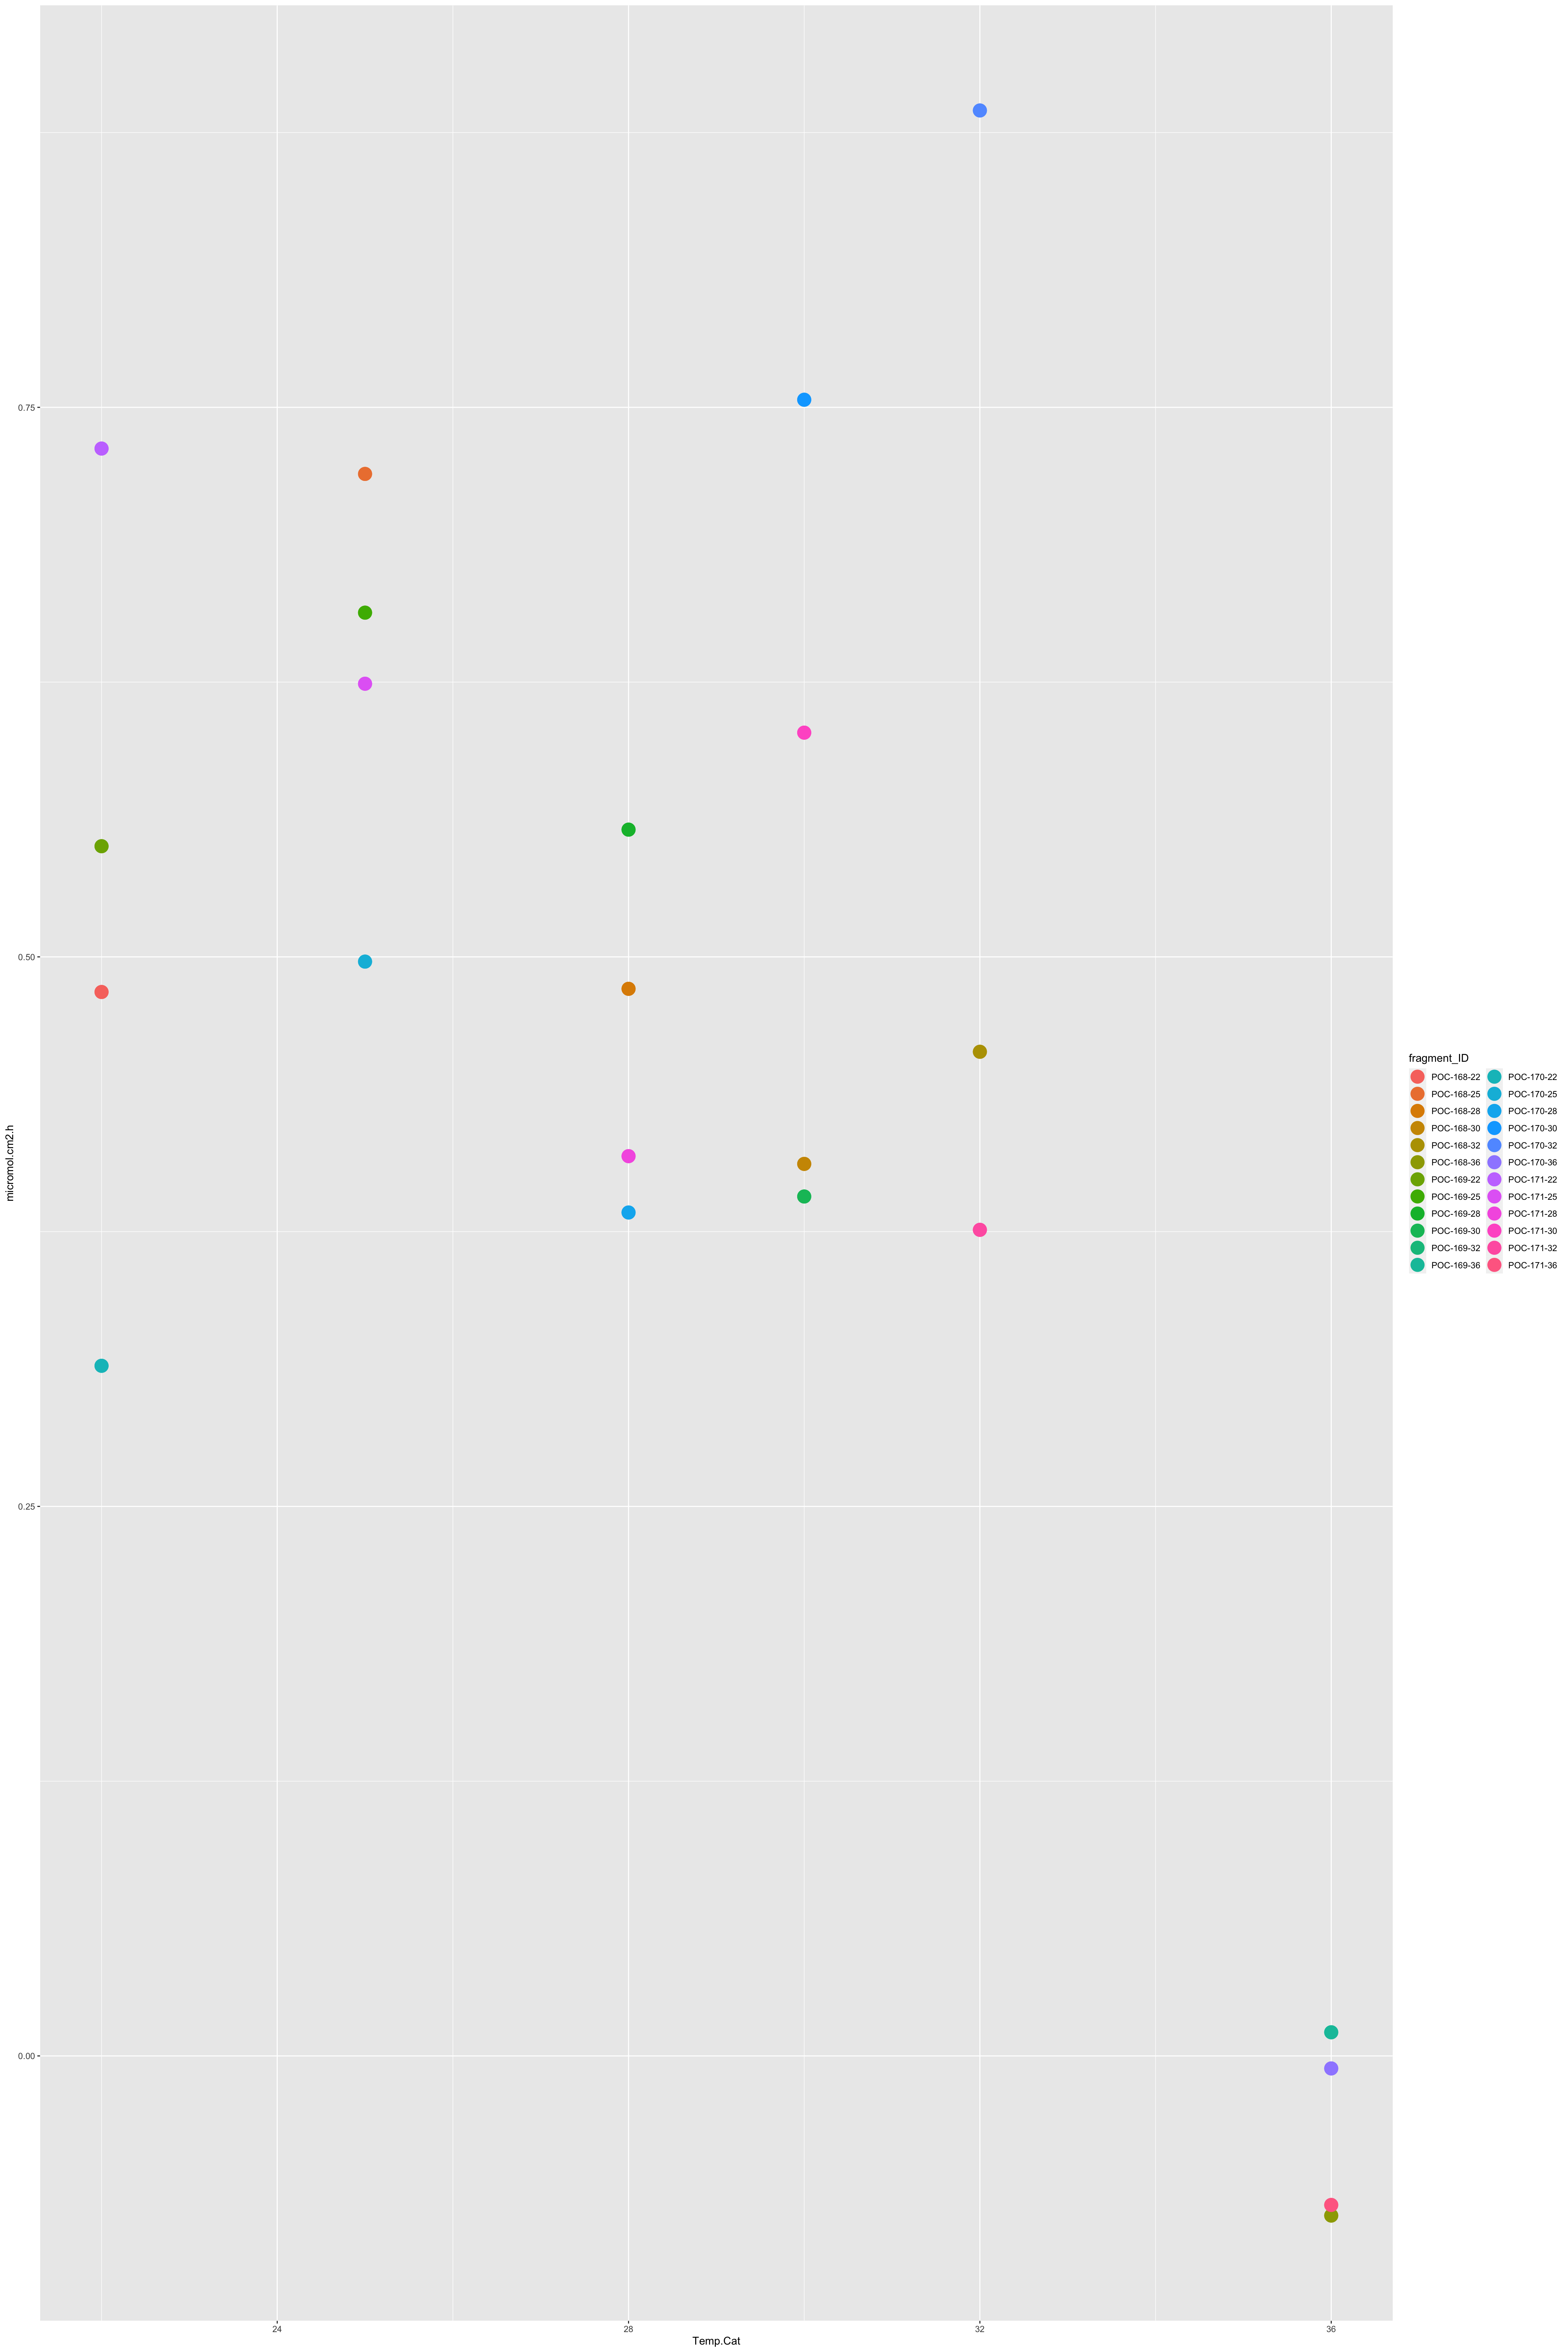 0.75
0.50
0.25
0.00
micromol.cm2.h
24
28
32
36
Temp.Cat
fragment_ID
POC-168-22
POC-168-25
POC-168-28
POC-168-30
POC-168-32
POC-168-36
POC-169-22
POC-169-25
POC-169-28
POC-169-30
POC-169-32
POC-169-36
POC-170-22
POC-170-25
POC-170-28
POC-170-30
POC-170-32
POC-170-36
POC-171-22
POC-171-25
POC-171-28
POC-171-30
POC-171-32
POC-171-36